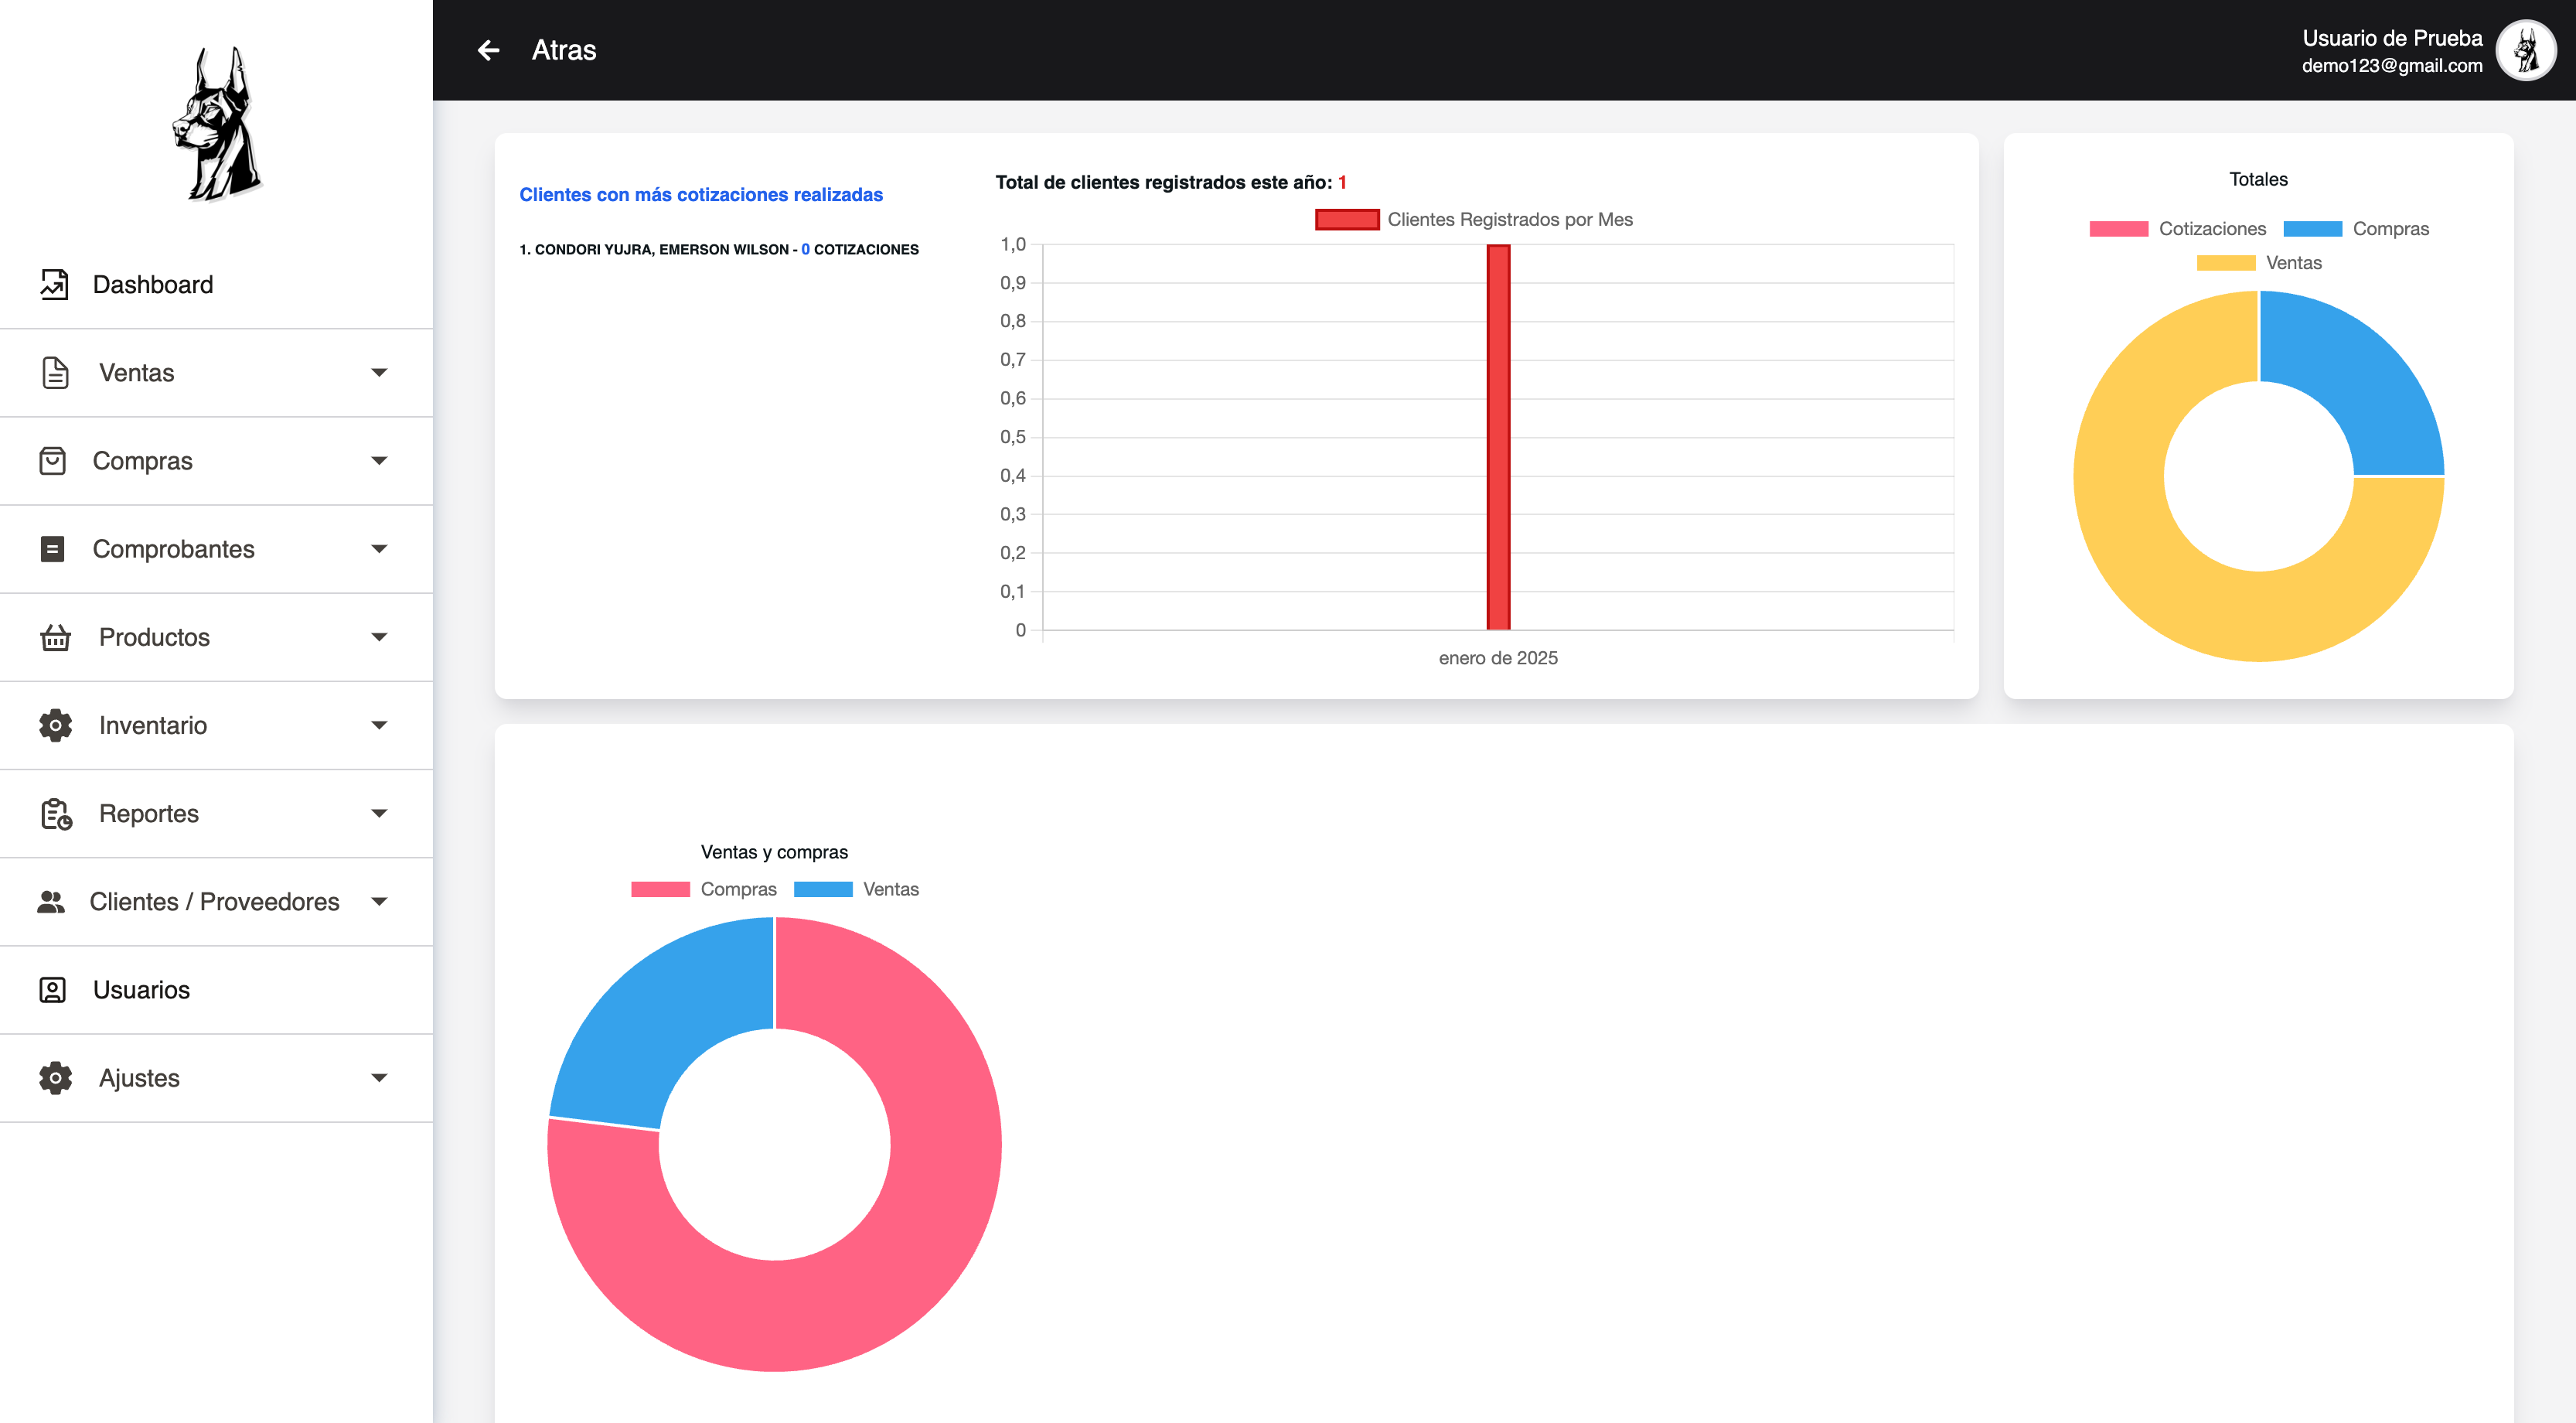 Atras
Usuario de Prueba
demo123@gmail.com
Dashboard
Ventas
Compras
Comprobantes
Productos
Inventario
Reportes
Clientes / Proveedores
Usuarios
Ajustes
Clientes con más cotizaciones realizadas
1. CONDORI YUJRA, EMERSON WILSON - 0 COTIZACIONES
Total de clientes registrados este año: 1
Clientes Registrados por Mes
1,0
0,9
0,8
0,7
0,6
0,5
0,4
0,3
0,2
0,1
0
enero de 2025
Totales
Cotizaciones
Compras
Ventas
Ventas y compras
Compras
Ventas